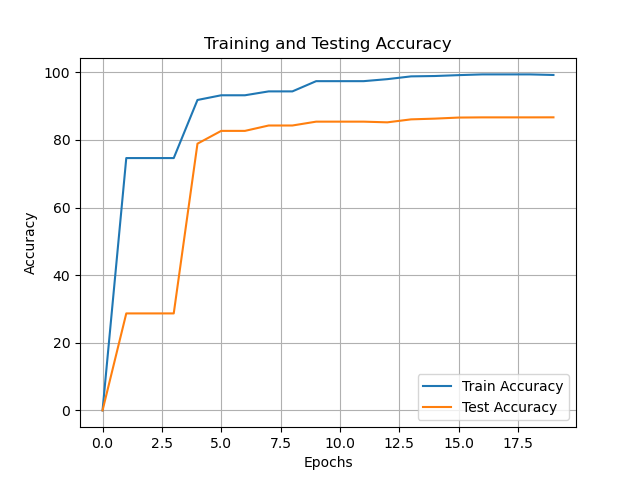 Training and Testing Accuracy
100
80
60
40
20
0
Accuracy
Train Accuracy
Test Accuracy
0.0 2.5 5.0 7.5 10.0 12.5 15.0 17.5
Epochs